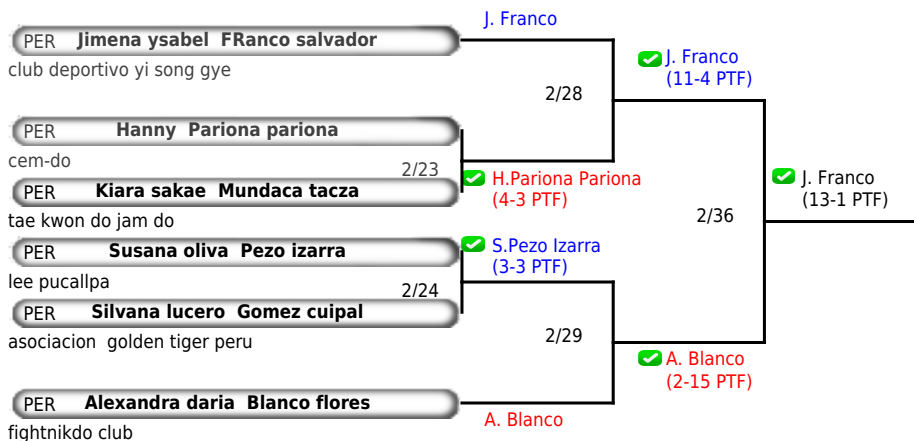 J. Franco
PER Jimena ysabel FRanco salvador
club deportivo yi song gye
J. Franco
(11-4 PTF)
2/28
PER Hanny Pariona pariona
cem-do
2/23
H.Pariona Pariona
(4-3 PTF)
PER Kiara sakae Mundaca tacza
tae kwon do jam do
J. Franco
(13-1 PTF)
2/36
PER Susana oliva Pezo izarra
S.Pezo Izarra
(3-3 PTF)
lee pucallpa
2/24
PER Silvana lucero Gomez cuipal
asociacion golden tiger peru
2/29
A. Blanco
(2-15 PTF)
PER Alexandra daria Blanco flores
A. Blanco
fightnikdo club